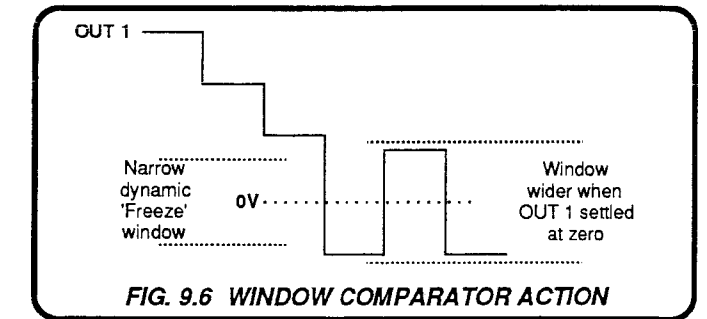 OUT 1
Narrow
dynamic
'Freeze'
window
0V
Window
wider when
OUT 1 settled
at zero
FIG. 9.6 WINDOW COMPARATOR ACTION